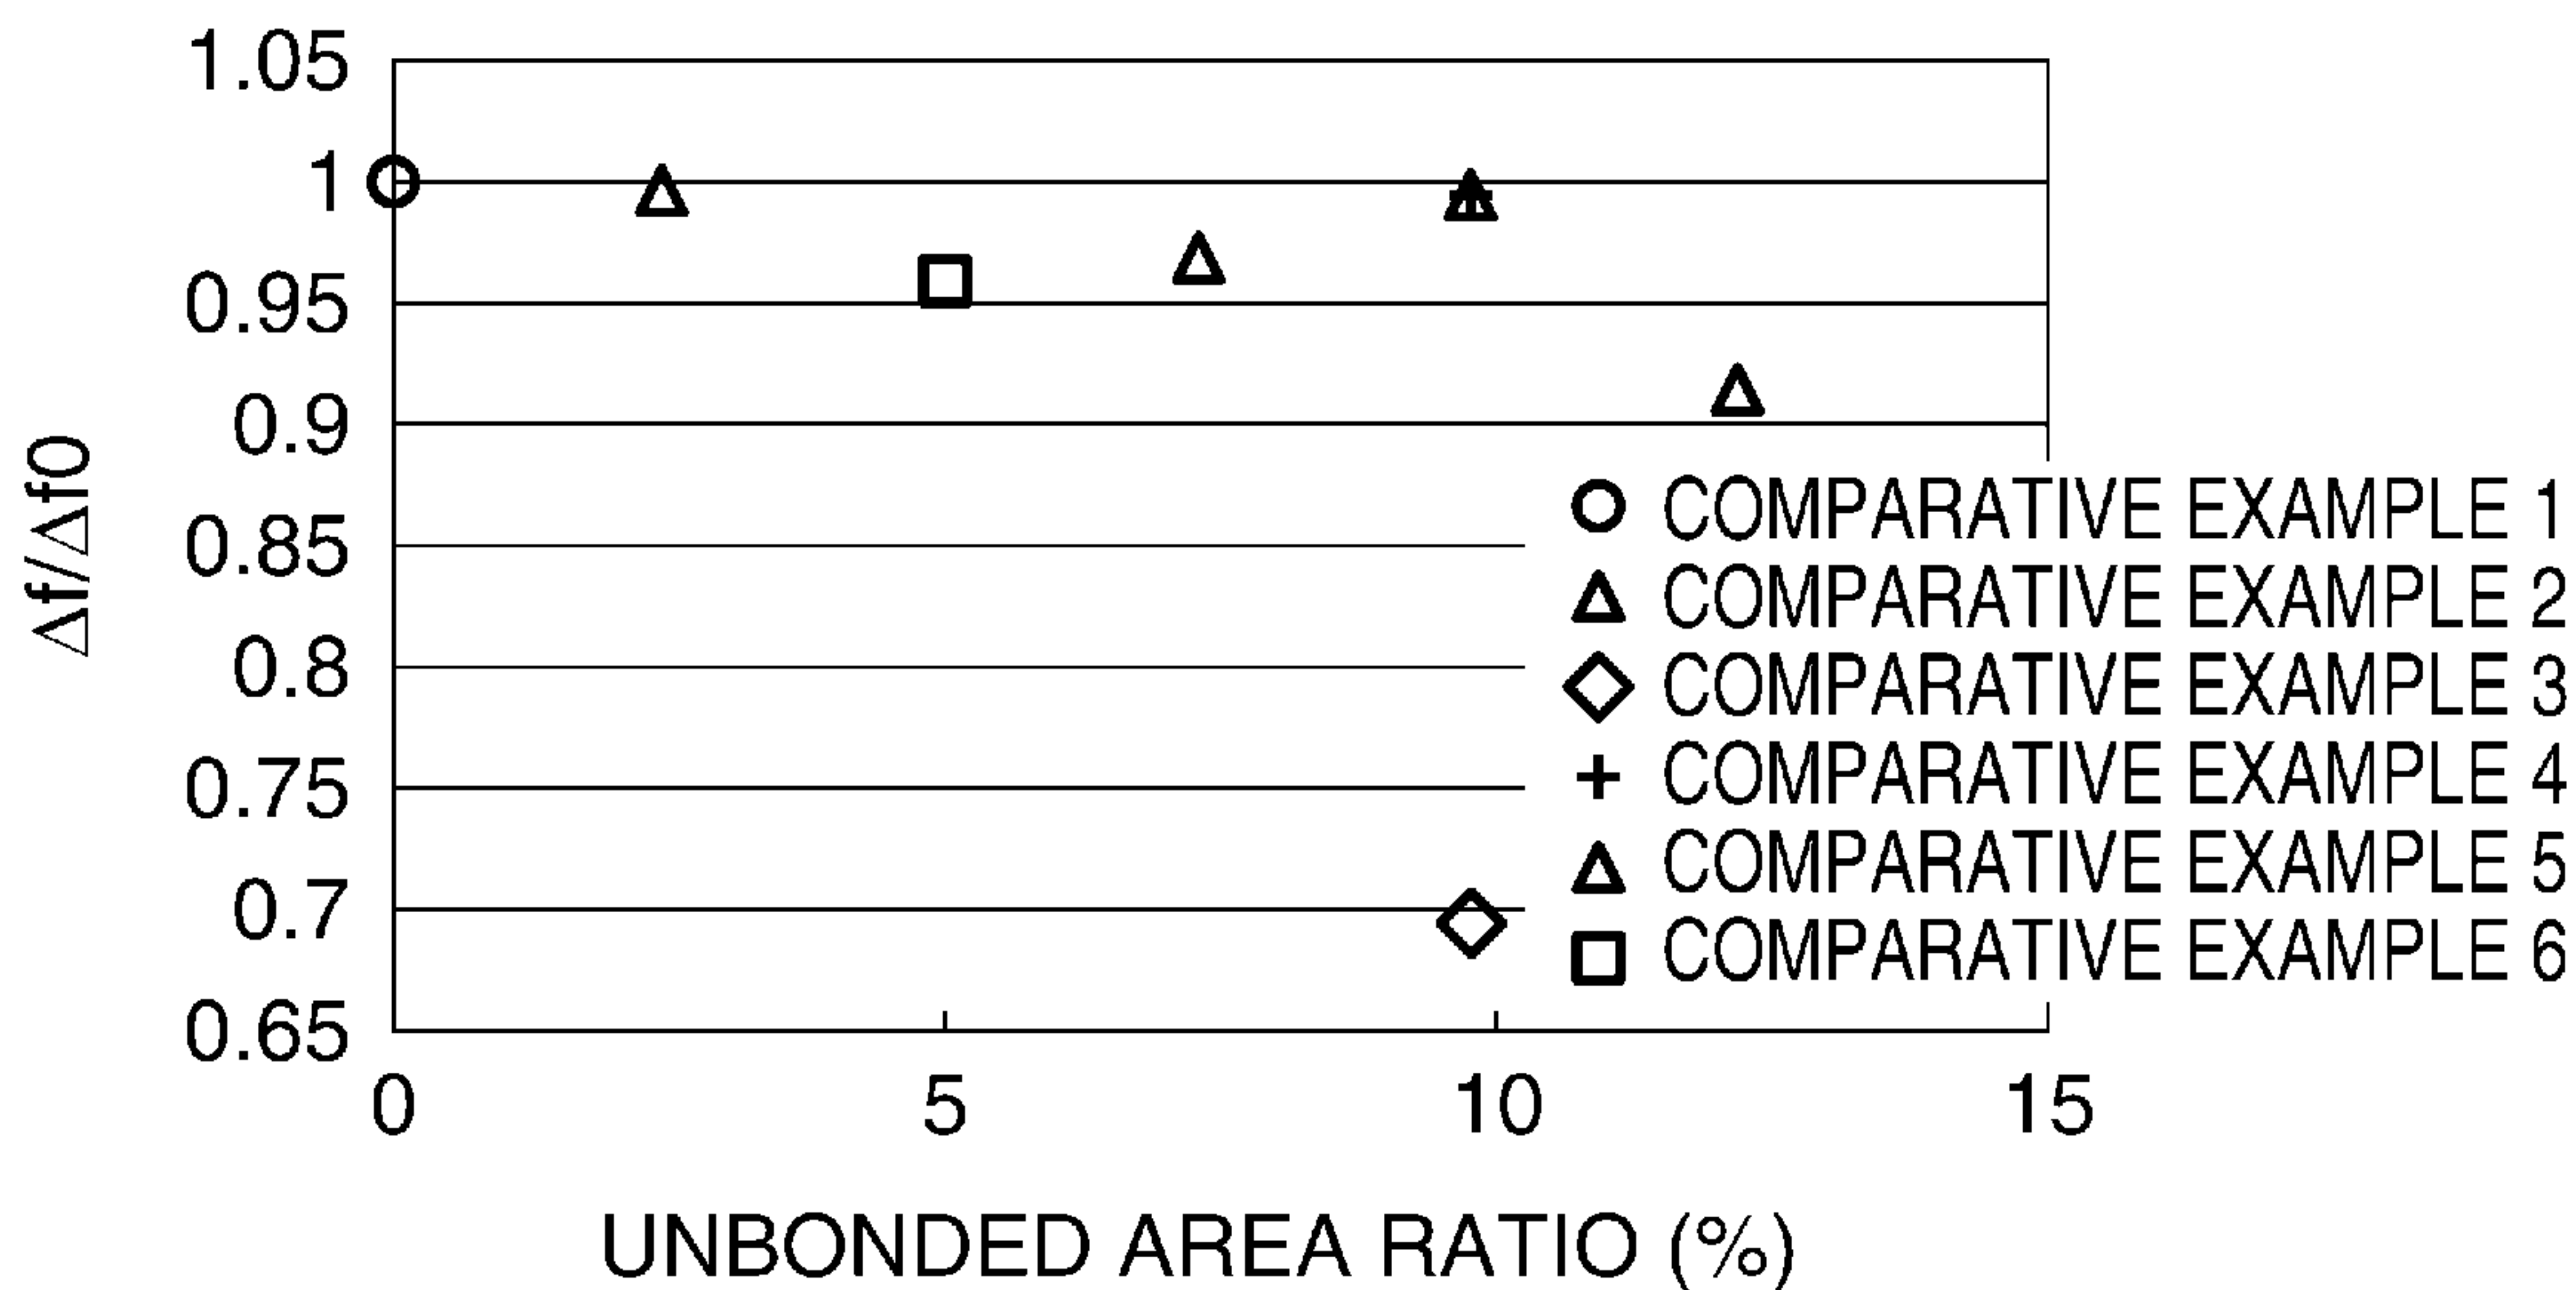 1.05
1
0.95
0.9
0.85
0.8
0.75
0.7
0.65
Δf/Δf0
0
5
10
15
UNBONDED AREA RATIO (%)
COMPARATIVE EXAMPLE 1
COMPARATIVE EXAMPLE 2
COMPARATIVE EXAMPLE 3
COMPARATIVE EXAMPLE 4
COMPARATIVE EXAMPLE 5
COMPARATIVE EXAMPLE 6